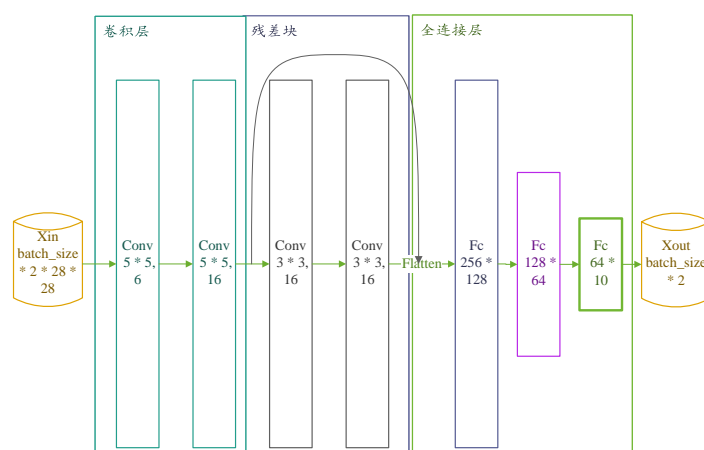 卷积层
残差块
全连接层
Xin
batch_size
* 2 * 28 *
28
Conv
5 * 5,
6
Conv
5 * 5,
16
Conv
3 * 3,
16
Conv
3 * 3,
16
Flatten
Fc
256 *
128
Fc
128 *
64
Fc
64 *
10
Xout
batch_size
* 2